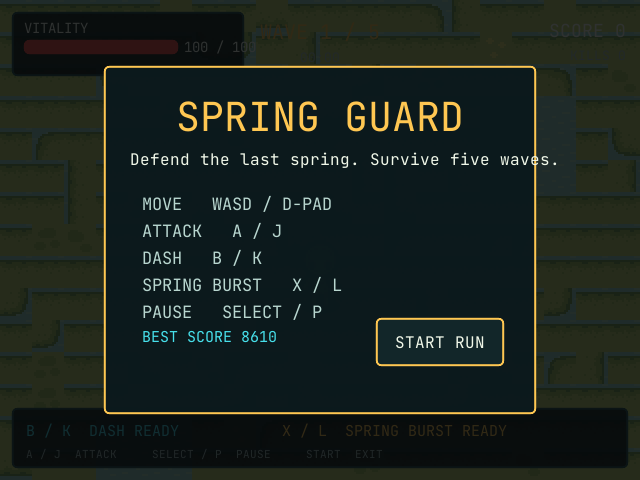 VITALITY
100 / 100
SCORE 0
SPRING GUARD
Defend the last spring. Survive five waves.
MOVE WASD / D-PAD
ATTACK A / J
DASH B / K
SPRING BURST X / L
PAUSE SELECT / P
BEST SCORE 8610
START RUN
B / K DASH READY
X / L SPRING BURST READY
A / J ATTACK SELECT / P PAUSE START EXIT